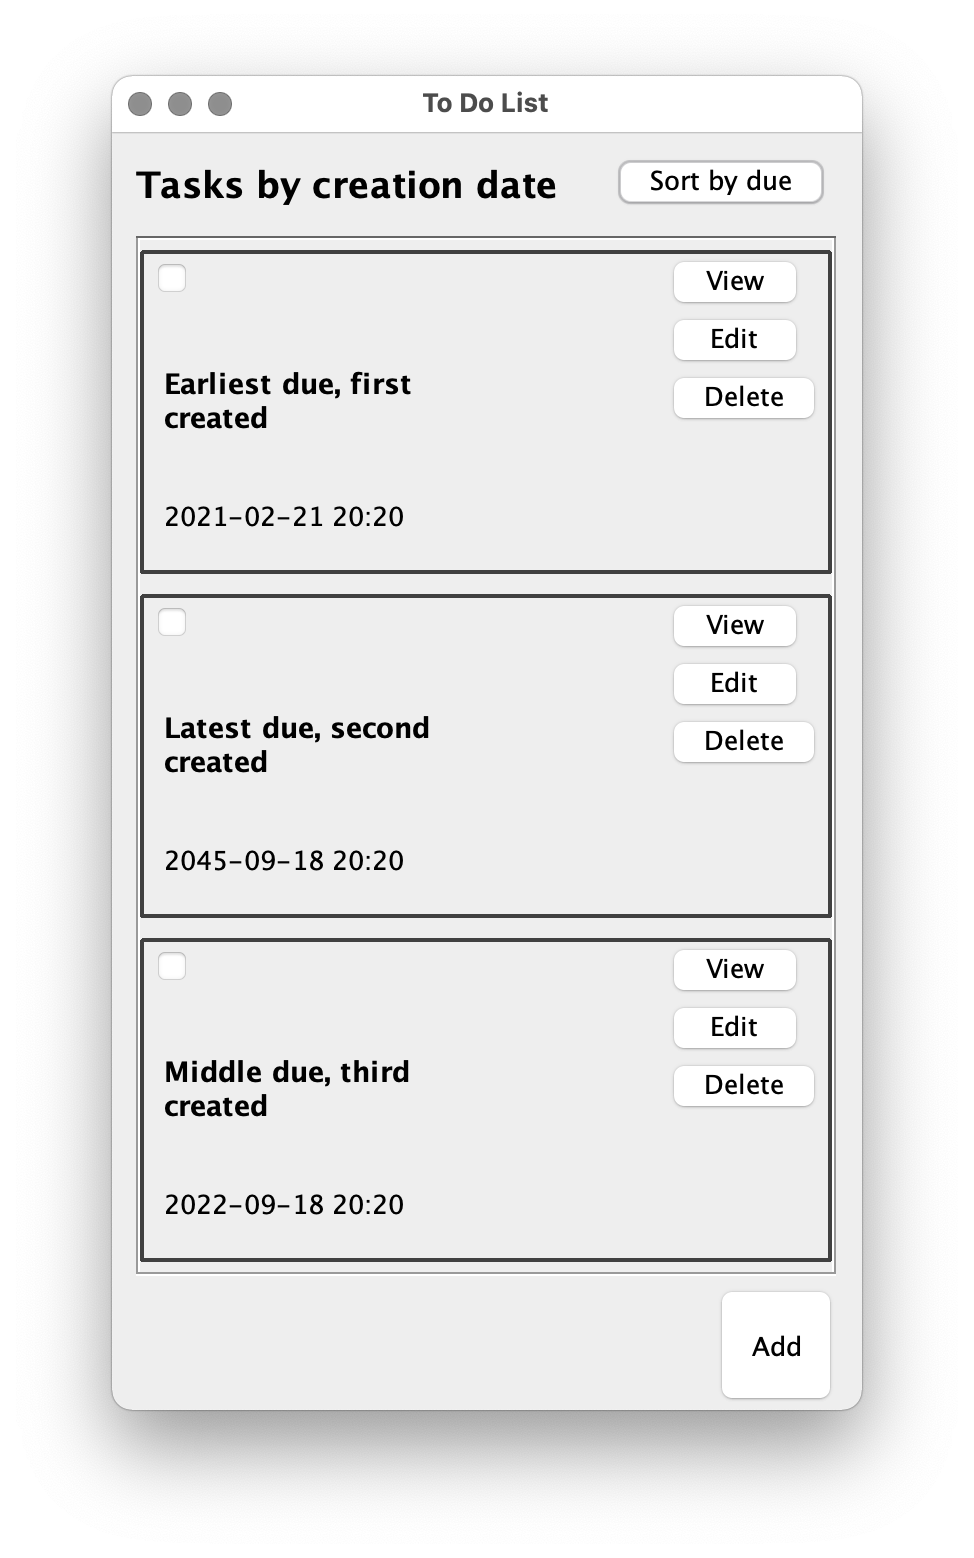 To Do List
Tasks by creation date
Sort by due
View
Edit
Delete
Earliest due, first
created
2021-02-21 20:20
View
Edit
Delete
Latest due, second
created
2045-09-18 20:20
View
Edit
Delete
Middle due, third
created
2022-09-18 20:20
Add